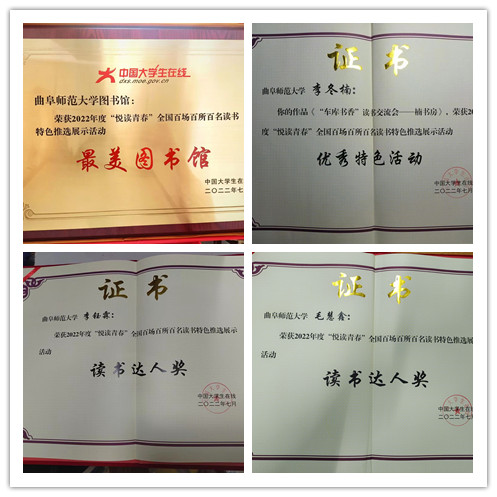 中国大学生在线
dxs.moe.gov.cn
曲阜师范大学图书馆：
荣获2022年度“悦读青春”全国百场百所百名读书
特色推选展示活动
最美图书馆
中国大学生在
二〇二二年七
证书
曲阜师范大学 李冬楠：
你的作品《“车库书香”读书交流会——楠书房》，荣获20
度“悦读青春”全国百场百所百名读书特色推选展示活动
优秀特色活动
中国大学生在线
二〇二二年七月
证书
曲阜师范大学 李钰霖：
荣获2022年度“悦读青春”全国百场百所百名读书特色推选展示
活动
读书达人奖
中国大学生在线
二〇二二年七月
证书
曲阜师范大学 毛慧鑫：
荣获2022年度“悦读青春”全国百场百所百名读书特色推选展
活动
读书达人奖
中国大学生在线
二〇二二年七月